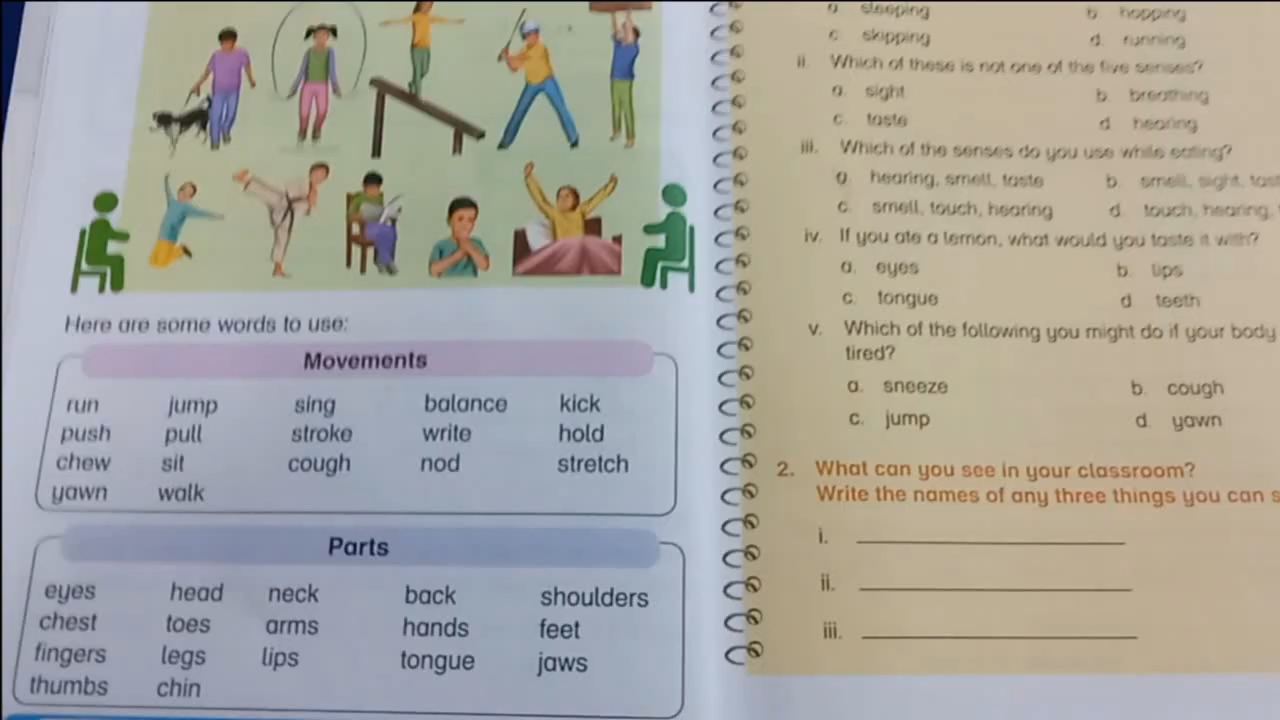 Here are some words to use:
Movements
run jump sing balance kick
push pull stroke write hold
chew sit cough nod stretch
yawn walk
Parts
eyes head neck back shoulders
chest toes arms hands feet
fingers legs lips tongue jaws
thumbs chin
a. sleeping b. hopping
c. skipping d. running
ii. Which of these is not one of the five senses?
a. sight b. breathing
c. taste d. hearing
iii. Which of the senses do you use while eating?
a. hearing, smell, taste b. smell, sight,
c. smell, touch, hearing d. touch, hearing,
iv. If you ate a lemon, what would you taste it with?
a. eyes b. lips
c. tongue d. teeth
v. Which of the following you might do if your body
tired?
a. sneeze b. cough
c. jump d. yawn
2. What can you see in your classroom?
Write the names of any three things you can
i.
ii.
iii.